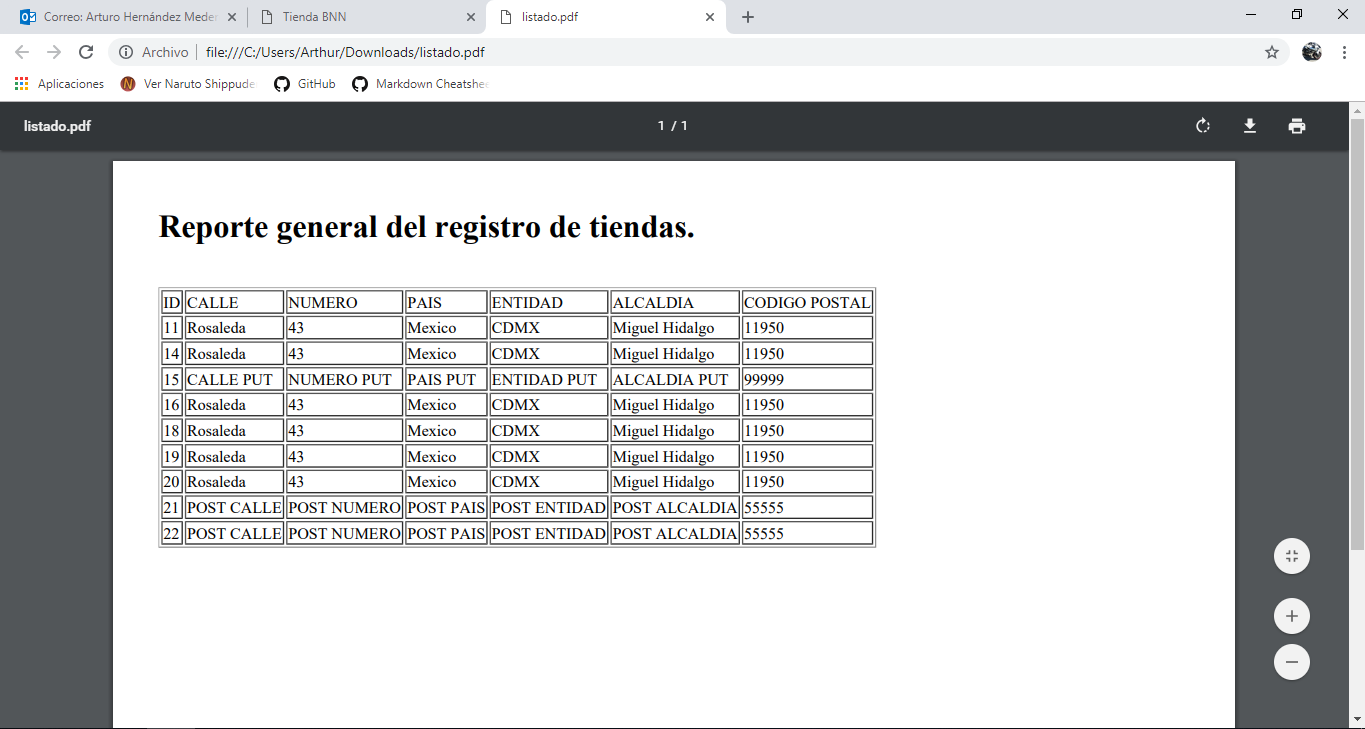 Correo: Arturo Hernández Meder
Tienda BNN
listado.pdf
Archivo file:///C:/Users/Arthur/Downloads/listado.pdf
Aplicaciones Ver Naruto Shippude GitHub Markdown Cheatshee
listado.pdf 1 / 1
Reporte general del registro de tiendas.
ID CALLE NUMERO PAIS ENTIDAD ALCALDIA CODIGO POSTAL
11 Rosaleda 43 Mexico CDMX Miguel Hidalgo 11950
14 Rosaleda 43 Mexico CDMX Miguel Hidalgo 11950
15 CALLE PUT NUMERO PUT PAIS PUT ENTIDAD PUT ALCALDIA PUT 99999
16 Rosaleda 43 Mexico CDMX Miguel Hidalgo 11950
18 Rosaleda 43 Mexico CDMX Miguel Hidalgo 11950
19 Rosaleda 43 Mexico CDMX Miguel Hidalgo 11950
20 Rosaleda 43 Mexico CDMX Miguel Hidalgo 11950
21 POST CALLE POST NUMERO POST PAIS POST ENTIDAD POST ALCALDIA 55555
22 POST CALLE POST NUMERO POST PAIS POST ENTIDAD POST ALCALDIA 55555